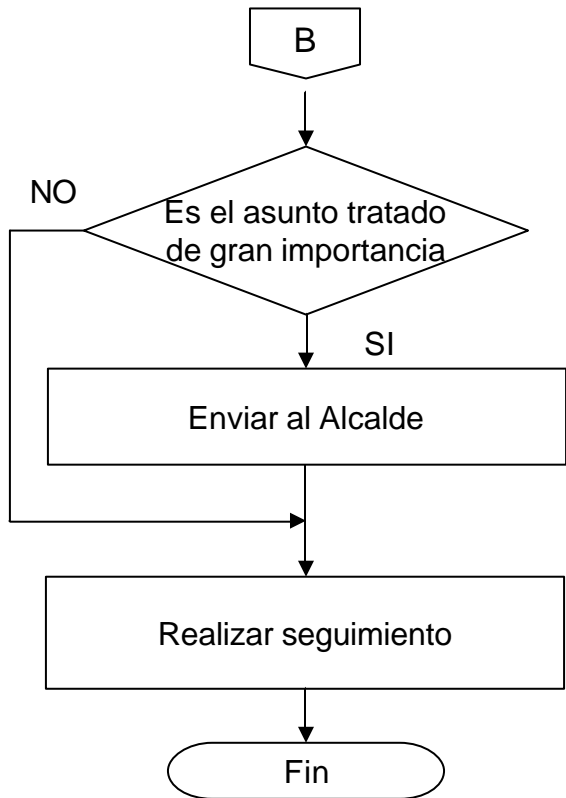 B
NO
Es el asunto tratado
de gran importancia
SI
Enviar al Alcalde
Realizar seguimiento
Fin